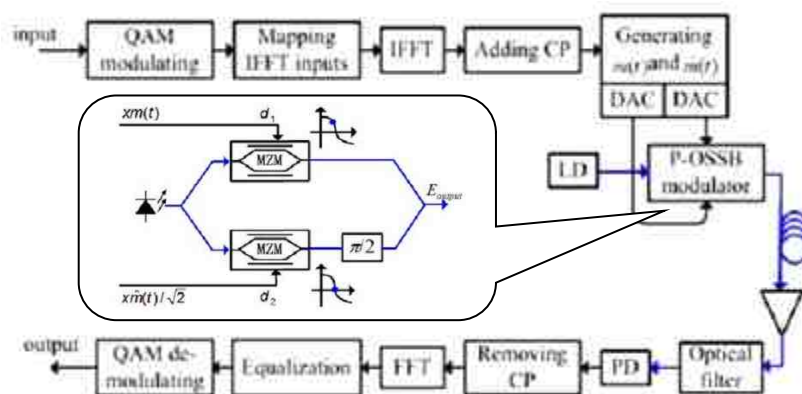 input
QAM
modulating
Mapping
IFFT inputs
IFFT
Adding CP
Generating
m(t) and m̂(t)
DAC
DAC
xm(t)
d₁
MZM
LD
P-OSSB
modulator
E_output
MZM
π/2
xm̂(t)/√2
d₂
output
QAM de-
modulating
Equalization
FFT
Removing
CP
PD
Optical
filter